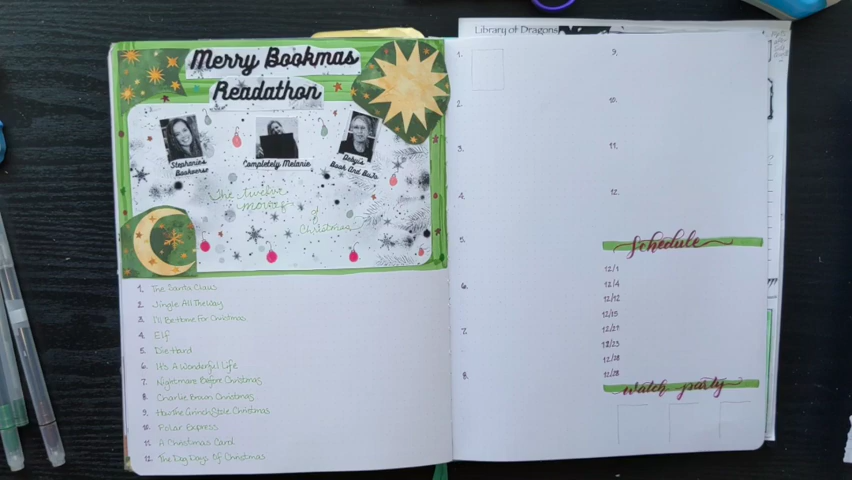 Library of Dragons
Merry Bookmas
Readathon
Stephanie's
Bookverse
Completely Melanie
Debzi's
Book And Bujo
The twelve
movies
of
Christmas
1. The Santa Claus
2. Jingle All The Way
3. I'll Be Home For Christmas
4. Elf
5. Die Hard
6. It's A Wonderful Life
7. Nightmare Before Christmas
8. Charlie Brown Christmas
9. How The Grinch Stole Christmas
10. Polar Express
11. A Christmas Carol
12. The Dog Days Of Christmas
1.
2.
3.
4.
5.
6.
7.
8.
9.
10.
11.
12.
Schedule
12/1
12/4
12/12
12/15
12/21
12/23
12/28
12/28
Watch party